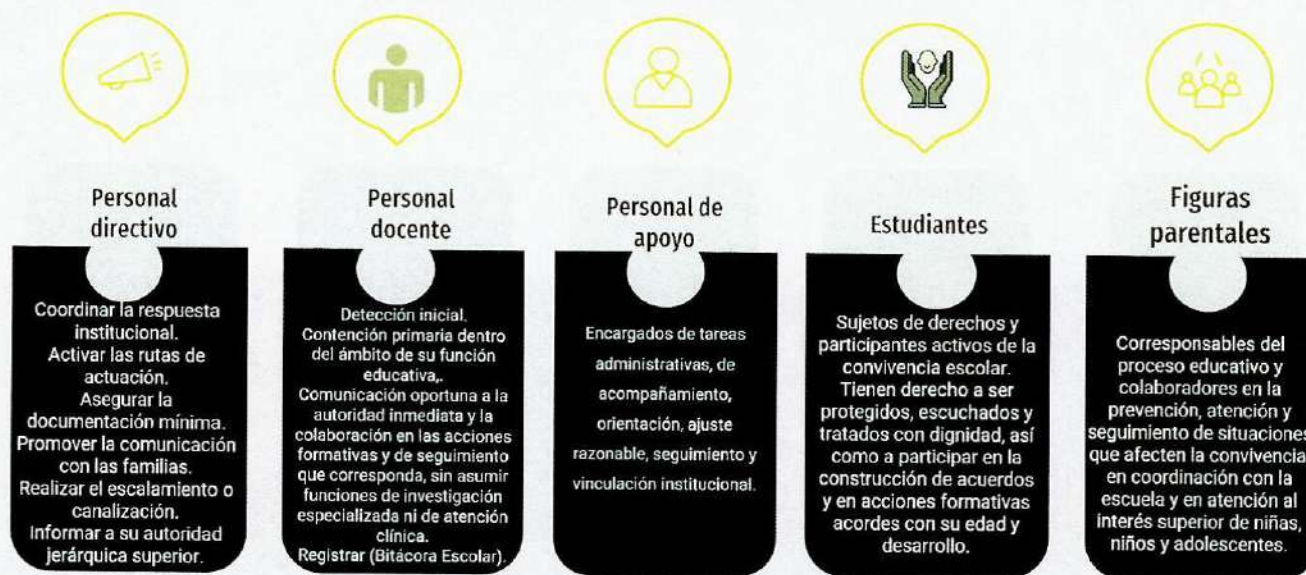 Personal
directivo
Coordinar la respuesta
institucional.
Activar las rutas de
actuación.
Asegurar la
documentación mínima.
Promover la comunicación
con las familias.
Realizar el escalamiento o
canalización.
Informar a su autoridad
jerárquica superior.
Personal
docente
Detección inicial.
Contención primaria dentro
del ámbito de su función
educativa,.
Comunicación oportuna a la
autoridad inmediata y la
colaboración en las acciones
formativas y de seguimiento
que corresponda, sin asumir
funciones de investigación
especializada ni de atención
clínica.
Registrar (Bitácora Escolar).
Personal de
apoyo
Encargados de tareas
administrativas, de
acompañamiento,
orientación, ajuste
razonable, seguimiento y
vinculación institucional.
Estudiantes
Sujetos de derechos y
participantes activos de la
convivencia escolar.
Tienen derecho a ser
protegidos, escuchados y
tratados con dignidad, así
como a participar en la
construcción de acuerdos
y en acciones formativas
acordes con su edad y
desarrollo.
Figuras
parentales
Corresponsables del
proceso educativo y
colaboradores en la
prevención, atención y
seguimiento de situaciones
que afecten la convivencia
en coordinación con la
escuela y en atención al
interés superior de niñas,
niños y adolescentes.